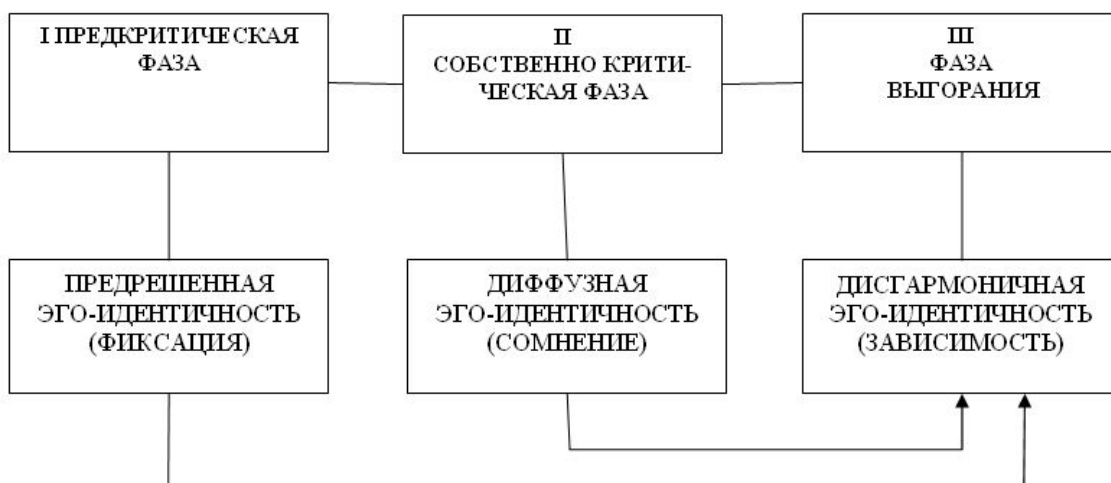 I ПРЕДКРИТИЧЕСКАЯ
ФАЗА
II
СОБСТВЕННО КРИТИ-
ЧЕСКАЯ ФАЗА
III
ФАЗА
ВЫГОРАНИЯ
ПРЕДРЕШЕННАЯ
ЭГО-ИДЕНТИЧНОСТЬ
(ФИКСАЦИЯ)
ДИФФУЗНАЯ
ЭГО-ИДЕНТИЧНОСТЬ
(СОМНЕНИЕ)
ДИСГАРМОНИЧНАЯ
ЭГО-ИДЕНТИЧНОСТЬ
(ЗАВИСИМОСТЬ)